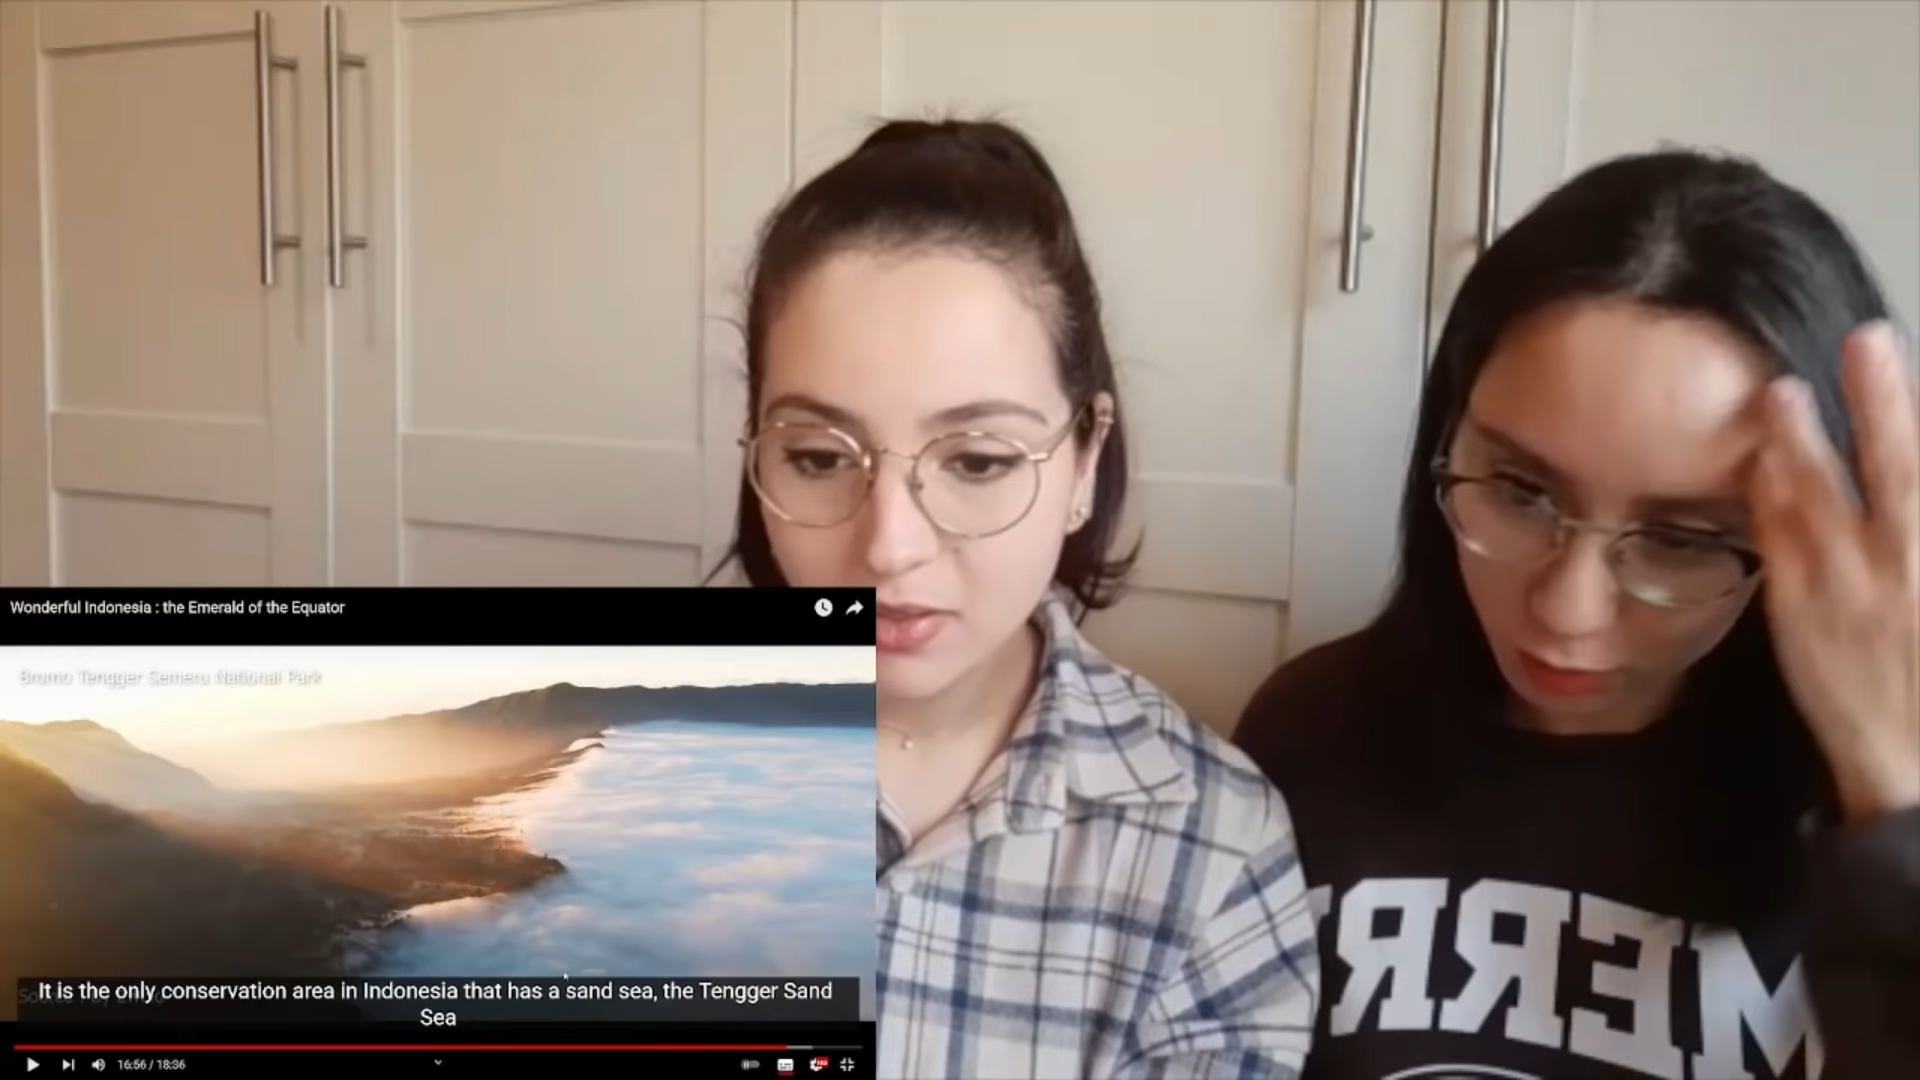 Wonderful Indonesia : the Emerald of the Equator
Bromo Tengger Semeru National Park
It is the only conservation area in Indonesia that has a sand sea, the Tengger Sand
Sea
16:56 / 18:36
MERR